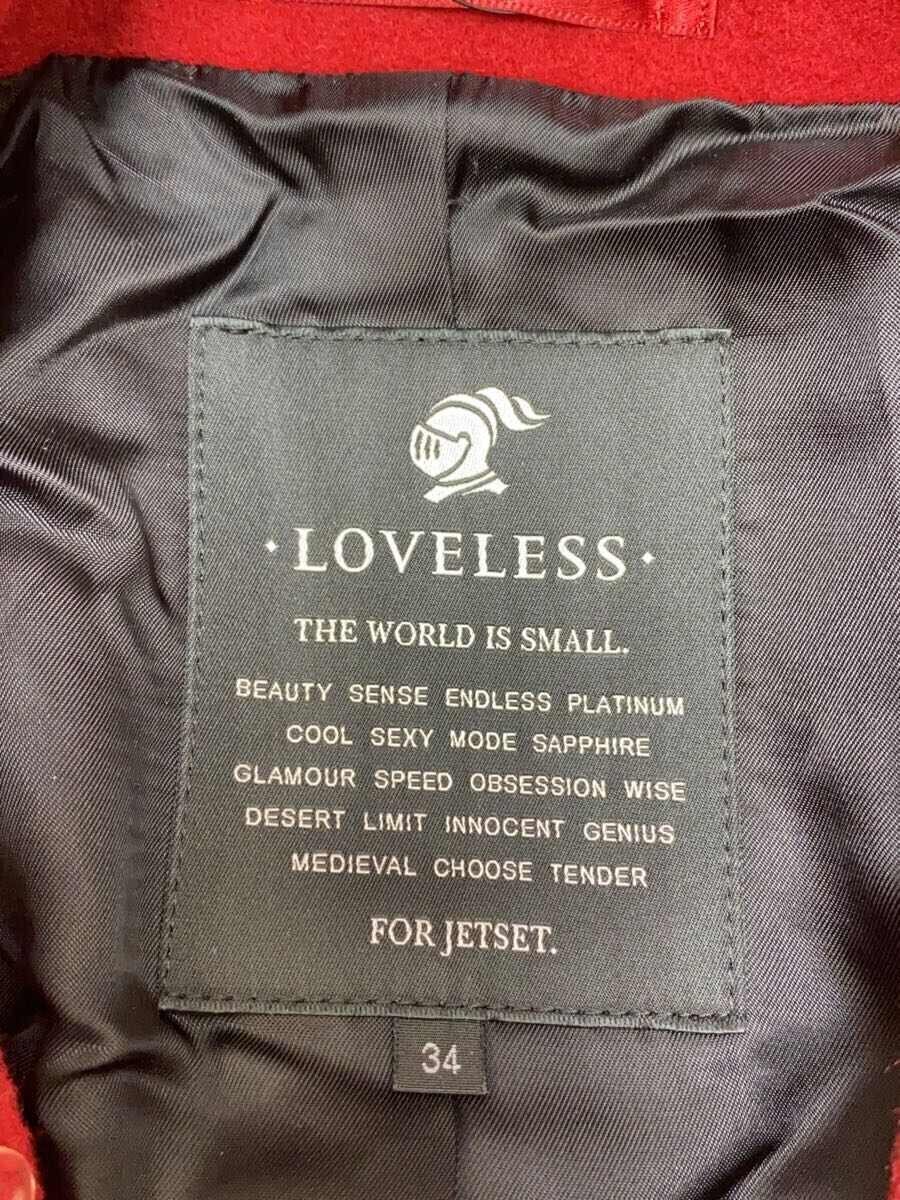 · LOVELESS ·
THE WORLD IS SMALL.
BEAUTY SENSE ENDLESS PLATINUM
COOL SEXY MODE SAPPHIRE
GLAMOUR SPEED OBSESSION WISE
DESERT LIMIT INNOCENT GENIUS
MEDIEVAL CHOOSE TENDER
FOR JETSET.
34